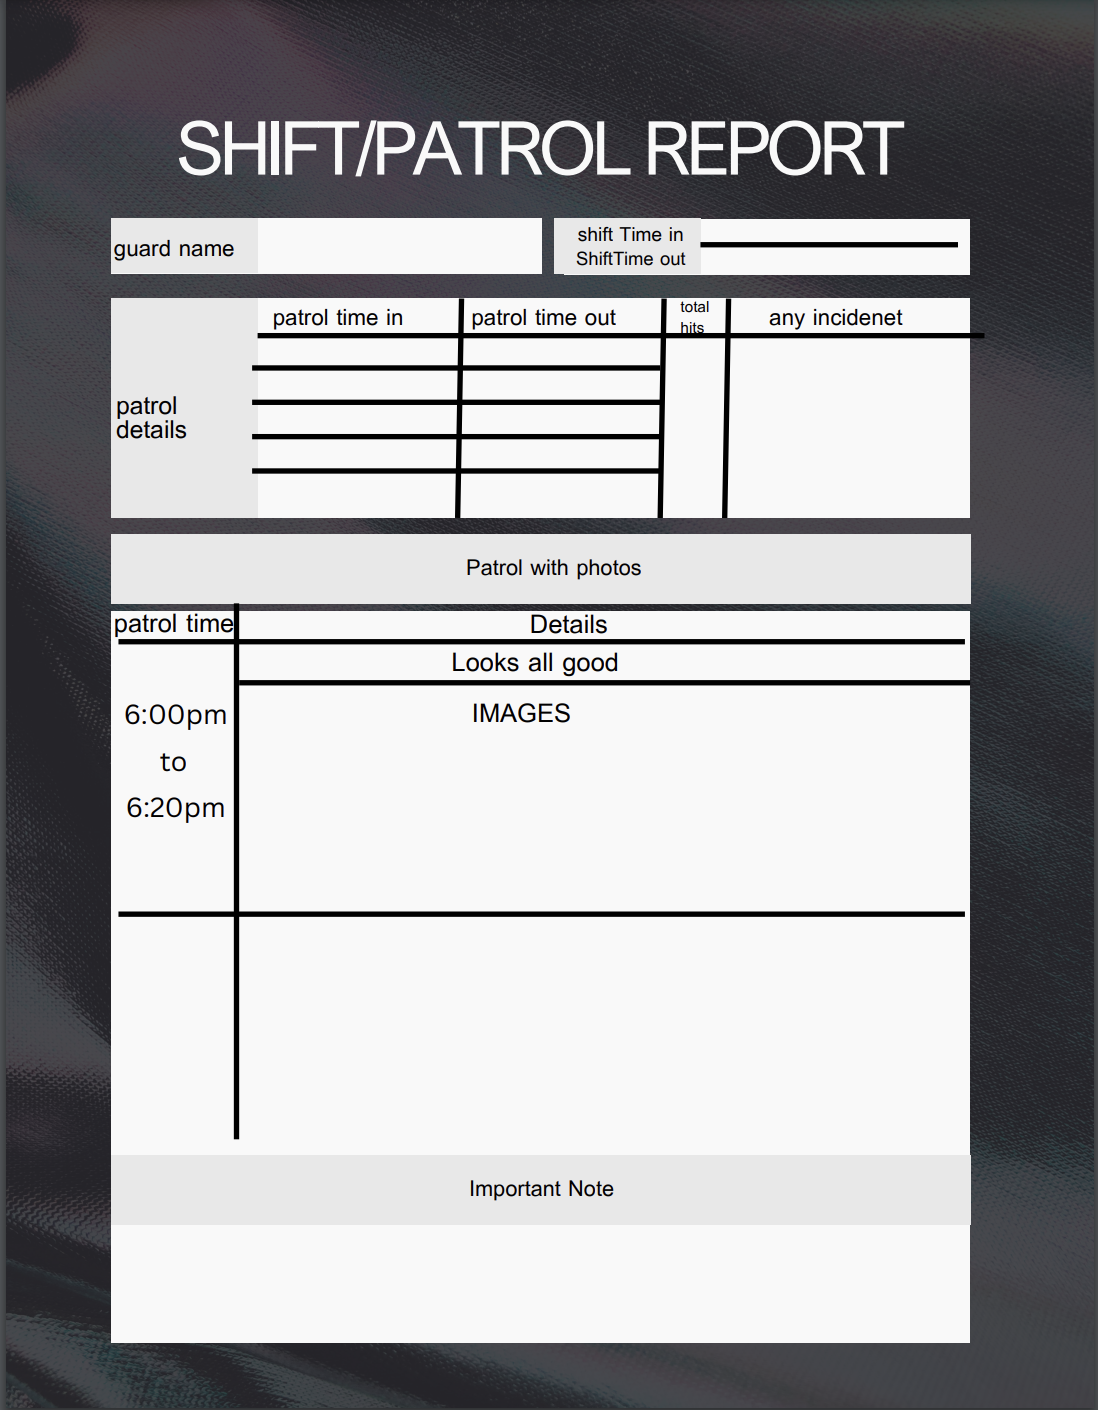 SHIFT/PATROL REPORT
guard name
shift Time in
ShiftTime out
patrol time in patrol time out total hits any incidenet
patrol
details
Patrol with photos
patrol time Details
Looks all good
6:00pm IMAGES
to
6:20pm
Important Note